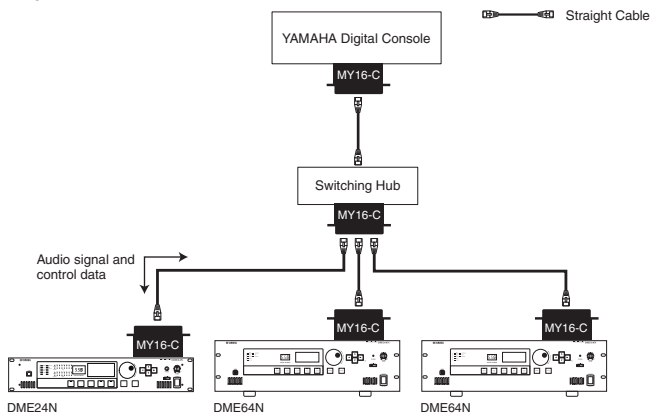 Straight Cable
YAMAHA Digital Console
MY16-C
Switching Hub
MY16-C
Audio signal and
control data
MY16-C
MY16-C
MY16-C
DME24N
DME64N
DME64N